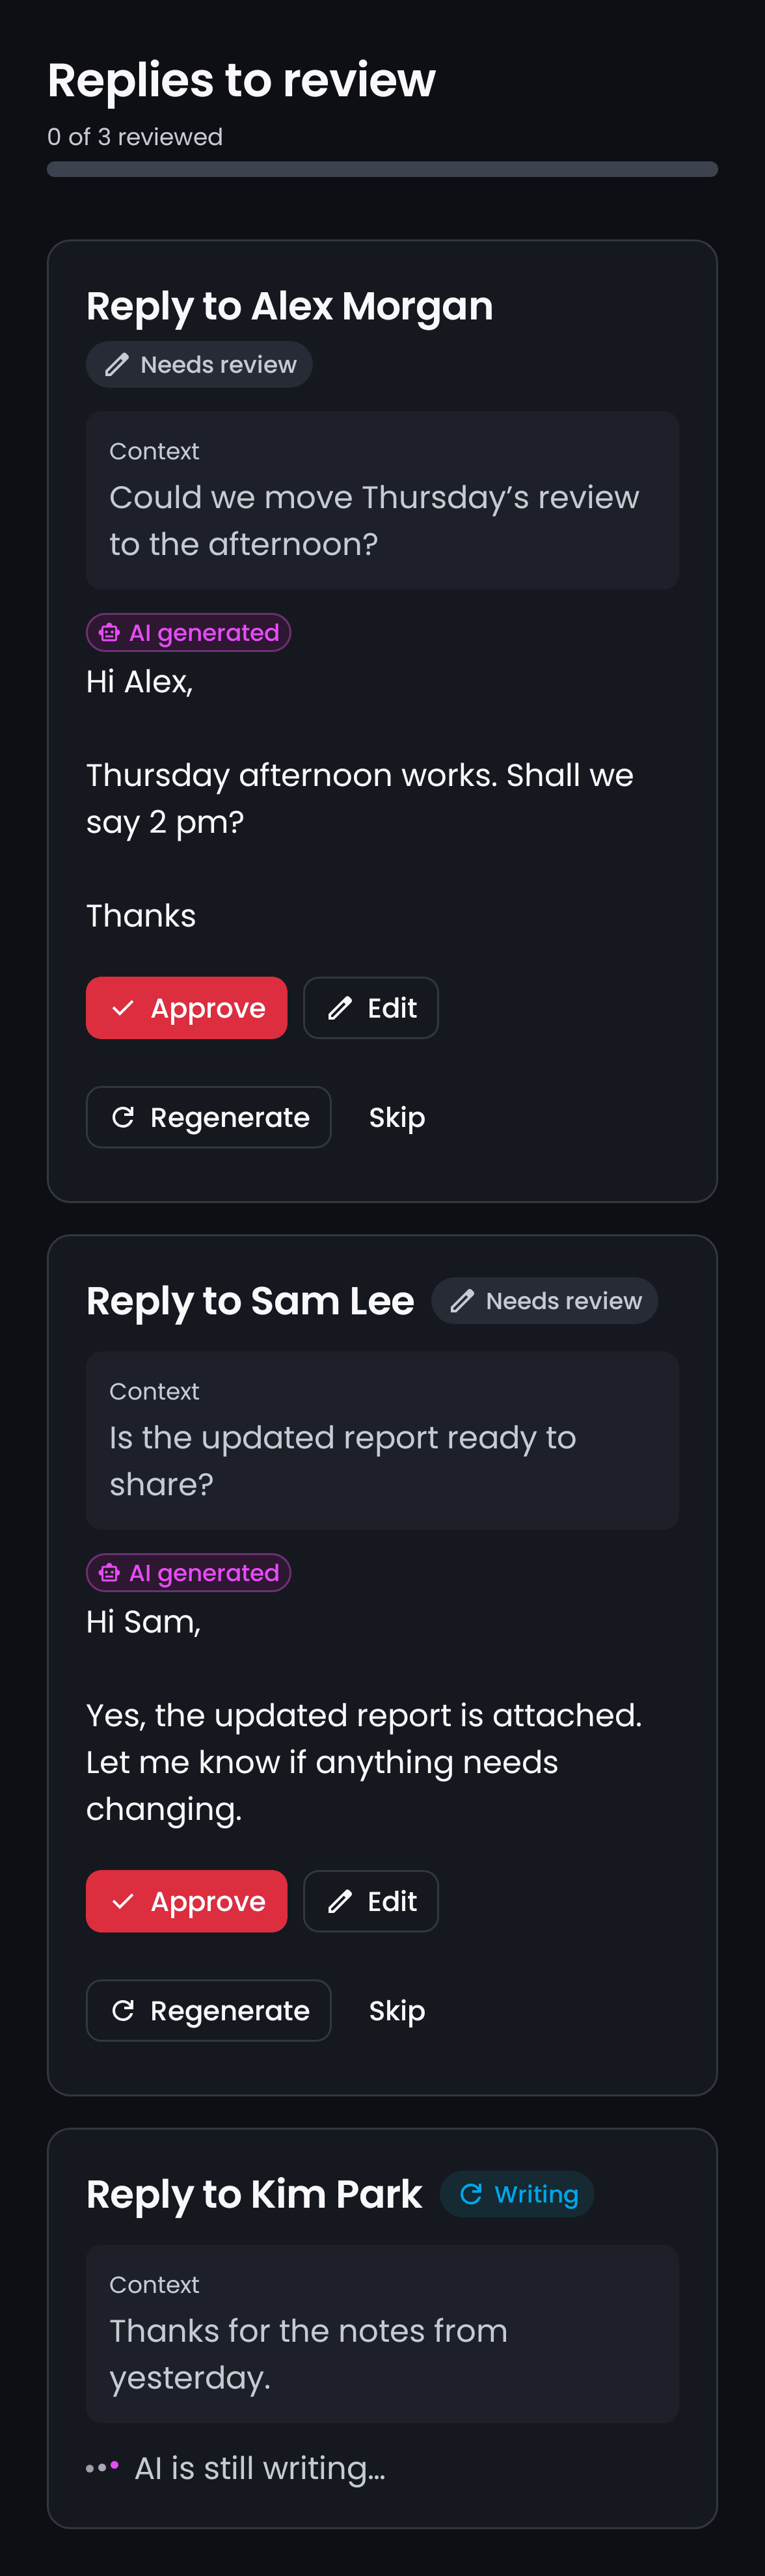 Replies to review
0 of 3 reviewed
Reply to Alex Morgan
Needs review
Context
Could we move Thursday’s review
to the afternoon?
AI generated
Hi Alex,
Thursday afternoon works. Shall we
say 2 pm?
Thanks
Approve
Edit
Regenerate
Skip
Reply to Sam Lee
Needs review
Context
Is the updated report ready to
share?
AI generated
Hi Sam,
Yes, the updated report is attached.
Let me know if anything needs
changing.
Approve
Edit
Regenerate
Skip
Reply to Kim Park
Writing
Context
Thanks for the notes from
yesterday.
AI is still writing…